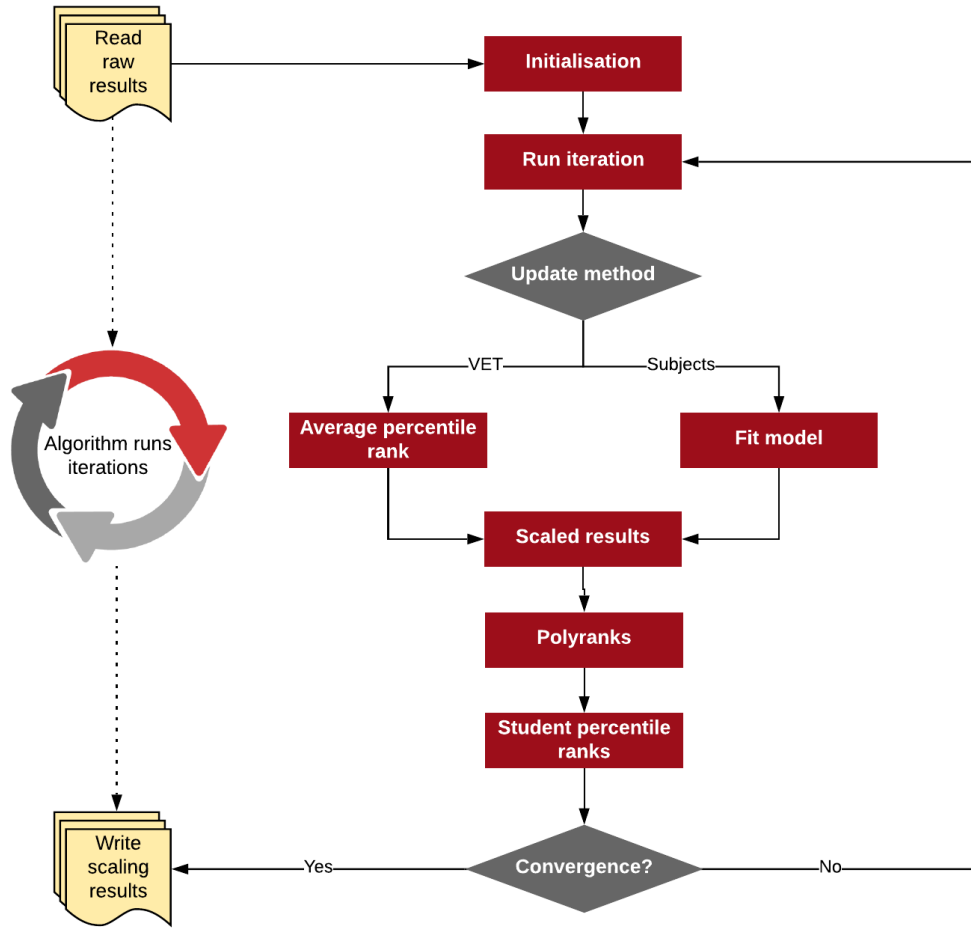 Read
raw
results
Initialisation
Run iteration
Update method
VET
Subjects
Average percentile
rank
Fit model
Algorithm runs
iterations
Scaled results
Polyranks
Student percentile
ranks
Write
scaling
results
Yes
Convergence?
No